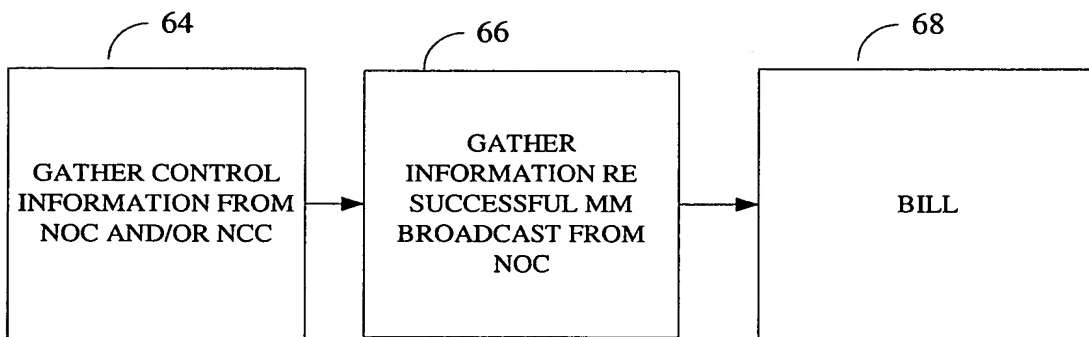 64
66
68
GATHER CONTROL
INFORMATION FROM
NOC AND/OR NCC
GATHER
INFORMATION RE
SUCCESSFUL MM
BROADCAST FROM
NOC
BILL